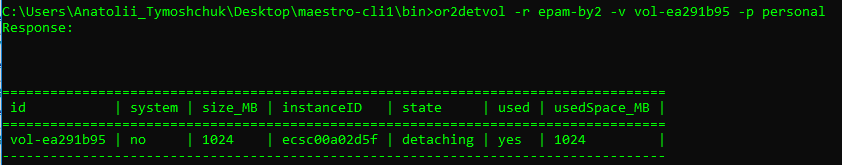 C:\Users\Anatolii_Tymoshchuk\Desktop\maestro-cli1\bin>or2detvol -r epam-by2 -v vol-ea291b95 -p personal
Response:
===================================================================================
id | system | size_MB | instanceID | state | used | usedSpace_MB |
===================================================================================
vol-ea291b95 | no | 1024 | ecsc00a02d5f | detaching | yes | 1024 |
-----------------------------------------------------------------------------------